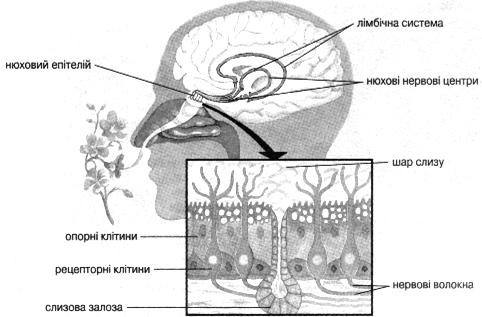 лімбічна система
нюховий епітелій
нюхові нервові центри
шар слизу
опорні клітини
рецепторні клітини
нервові волокна
слизова залоза